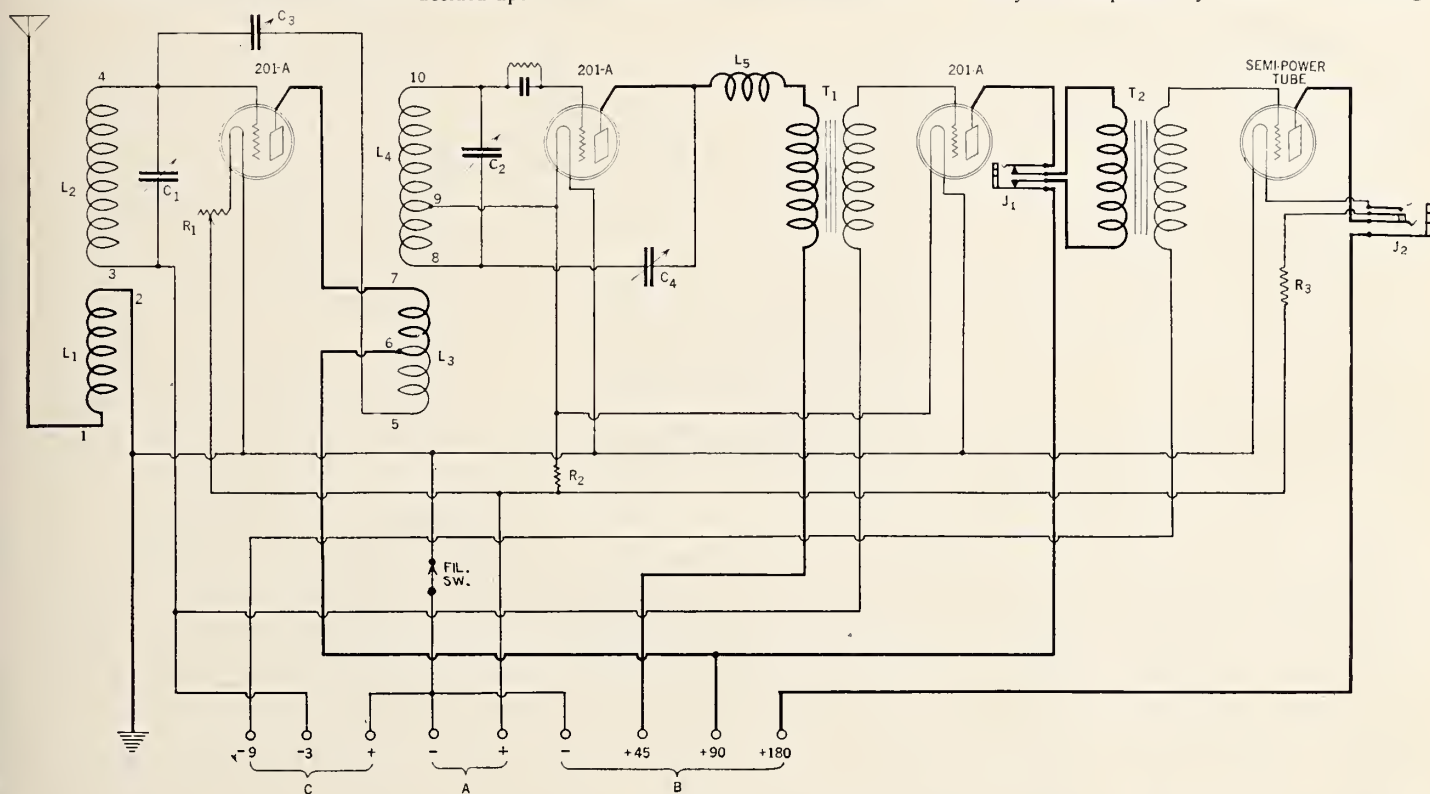 C3
4
201-A
10
201-A
L5
T1
201-A
T2
SEMI-POWER
TUBE
L2
C1
L4
C2
9
J1
R1
3
8
C4
J2
2
7
R3
L1
6
L3
1
5
R2
FIL.
SW.
-9
-3
+
-
+
-
+45
+90
+180
C
A
B